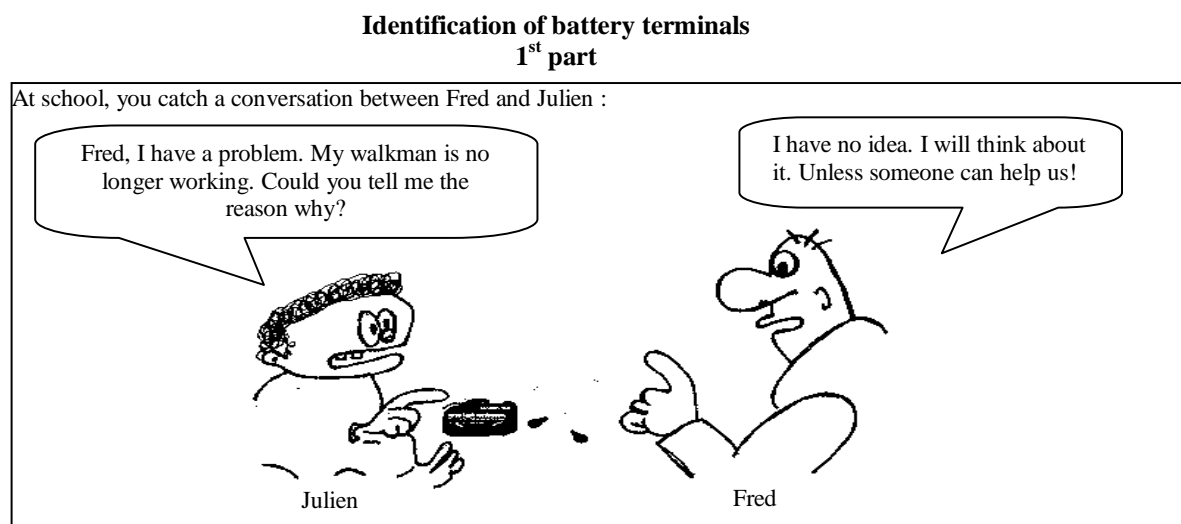 Identification of battery terminals
1st part
At school, you catch a conversation between Fred and Julien :
Fred, I have a problem. My walkman is no
longer working. Could you tell me the
reason why?
I have no idea. I will think about
it. Unless someone can help us!
Julien
Fred